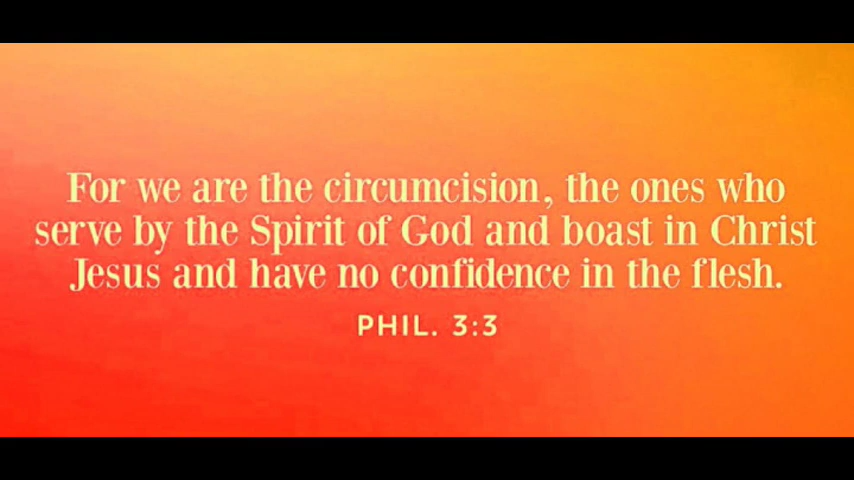 For we are the circumcision, the ones who
serve by the Spirit of God and boast in Christ
Jesus and have no confidence in the flesh.
PHIL. 3:3